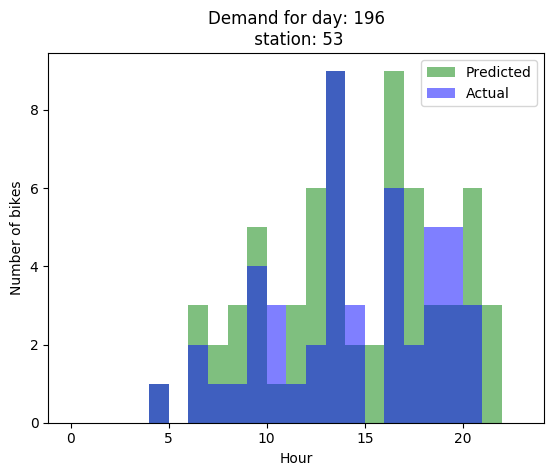 Demand for day: 196
station: 53
Predicted
Actual
Number of bikes
8
6
4
2
0
0 5 10 15 20
Hour